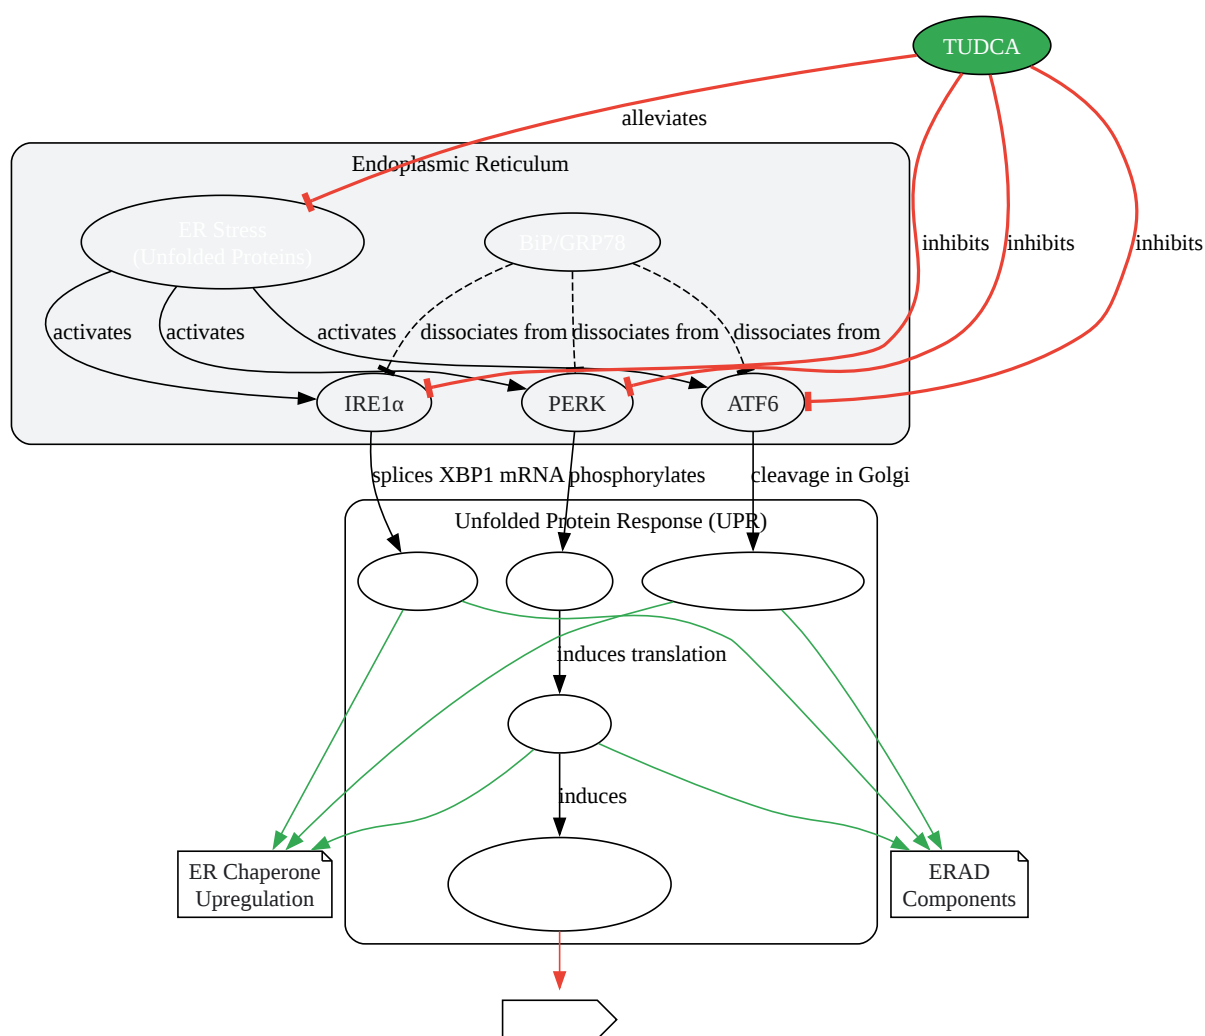 TUDCA
alleviates
Endoplasmic Reticulum
ER Stress
(Unfolded Proteins)
BiP/GRP78
inhibits
inhibits
inhibits
activates
activates
activates
dissociates from
dissociates from
dissociates from
IRE1α
PERK
ATF6
splices XBP1 mRNA
phosphorylates
cleavage in Golgi
Unfolded Protein Response (UPR)
induces translation
induces
ER Chaperone
Upregulation
ERAD
Components